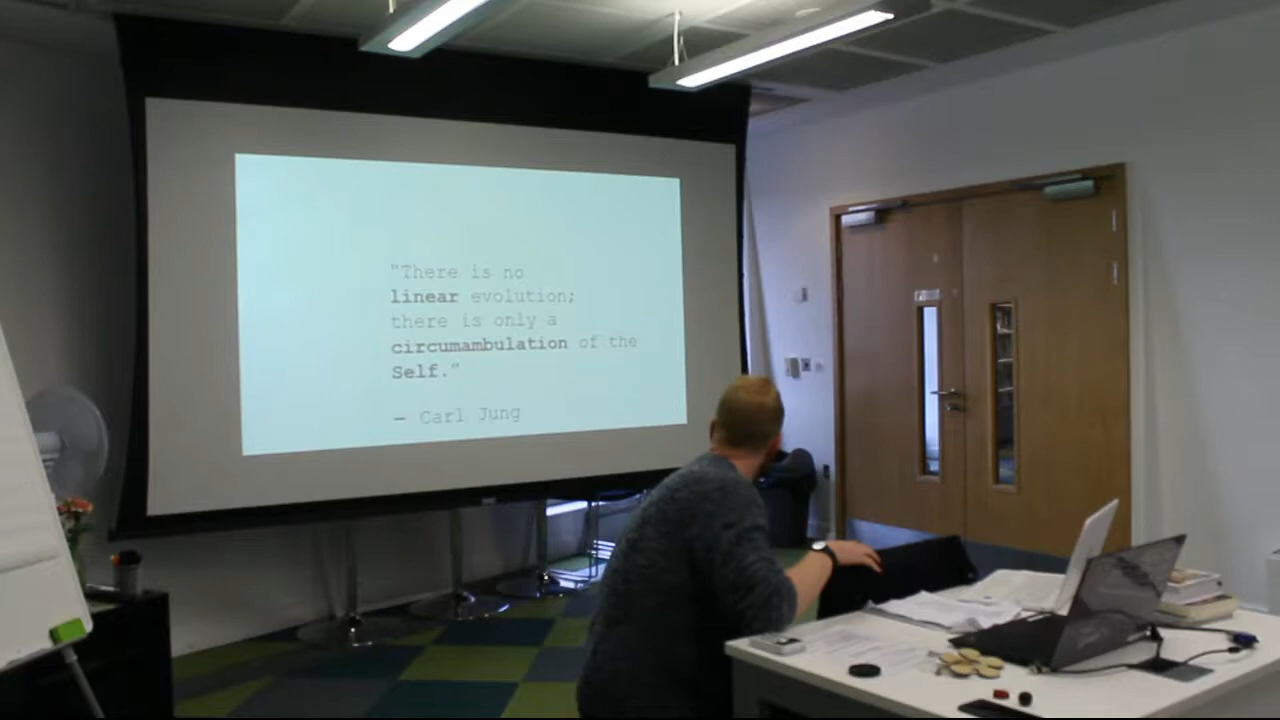 "There is no
linear evolution;
there is only a
circumambulation of the
Self."
— Carl Jung